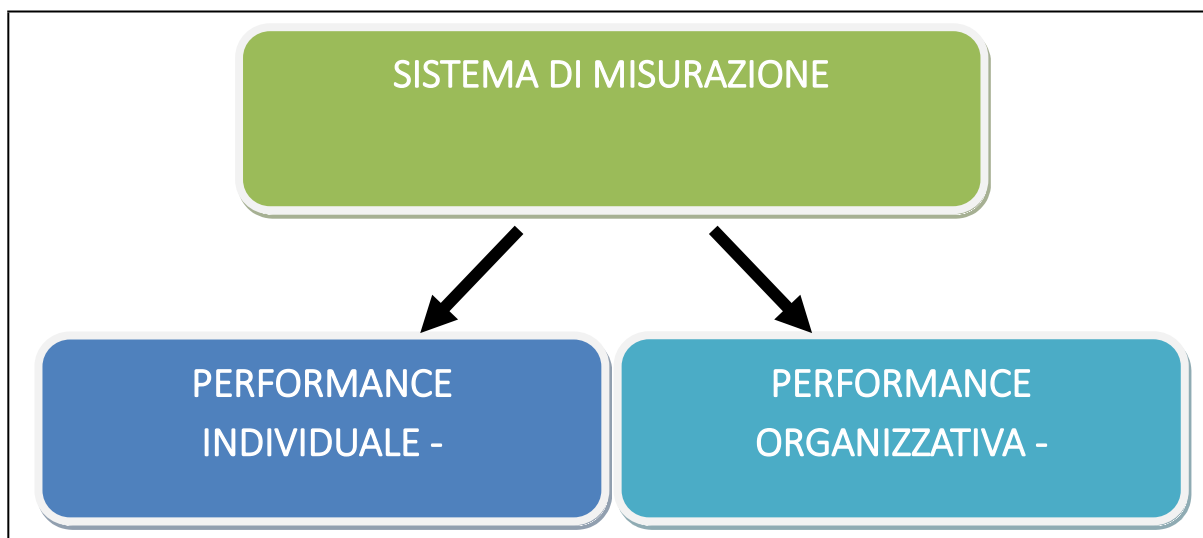 SISTEMA DI MISURAZIONE
PERFORMANCE
INDIVIDUALE -
PERFORMANCE
ORGANIZZATIVA -